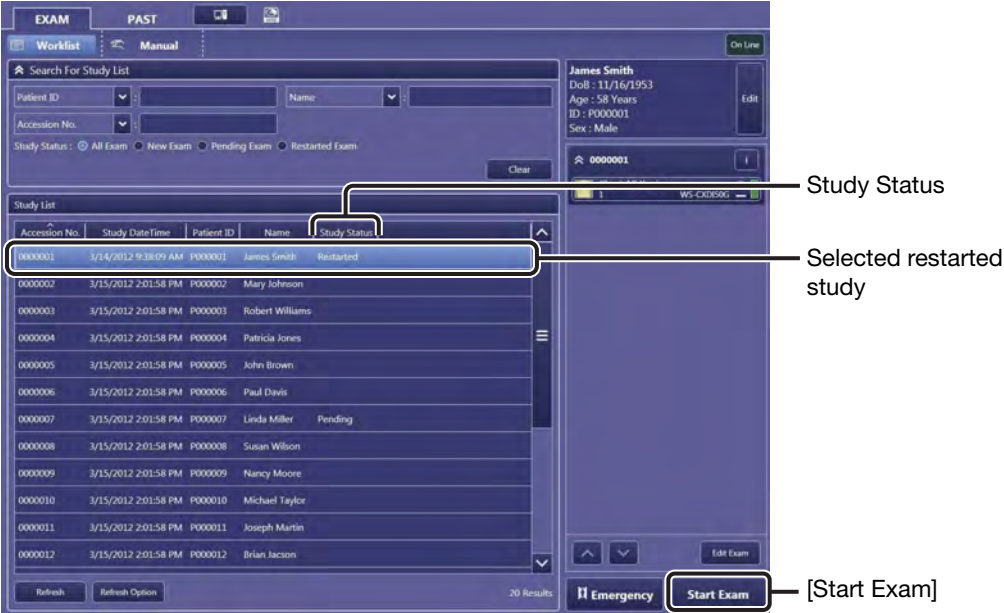 EXAM PAST
Worklist Manual On Line
Search For Study List
Patient ID : Name :
Accession No. :
Study Status : All Exam New Exam Pending Exam Restarted Exam
Clear
James Smith
DoB : 11/16/1953
Age : 58 Years
ID : P000001
Sex : Male
Edit
0000001 i
1 WS-CXDI50G
Study Status
Study List
Accession No. Study DateTime Patient ID Name Study Status
0000001 3/14/2012 9:38:09 AM P000001 James Smith Restarted
Selected restarted
study
0000002 3/15/2012 2:01:58 PM P000002 Mary Johnson
0000003 3/15/2012 2:01:58 PM P000003 Robert Williams
0000004 3/15/2012 2:01:58 PM P000004 Patricia Jones
0000005 3/15/2012 2:01:58 PM P000005 John Brown
0000006 3/15/2012 2:01:58 PM P000006 Paul Davis
0000007 3/15/2012 2:01:58 PM P000007 Linda Miller Pending
0000008 3/15/2012 2:01:58 PM P000008 Susan Wilson
0000009 3/15/2012 2:01:58 PM P000009 Nancy Moore
0000010 3/15/2012 2:01:58 PM P000010 Michael Taylor
0000011 3/15/2012 2:01:58 PM P000011 Joseph Martin
0000012 3/15/2012 2:01:58 PM P000012 Brian Jacson
Edit Exam
Refresh Refresh Option 20 Results
Emergency Start Exam
[Start Exam]